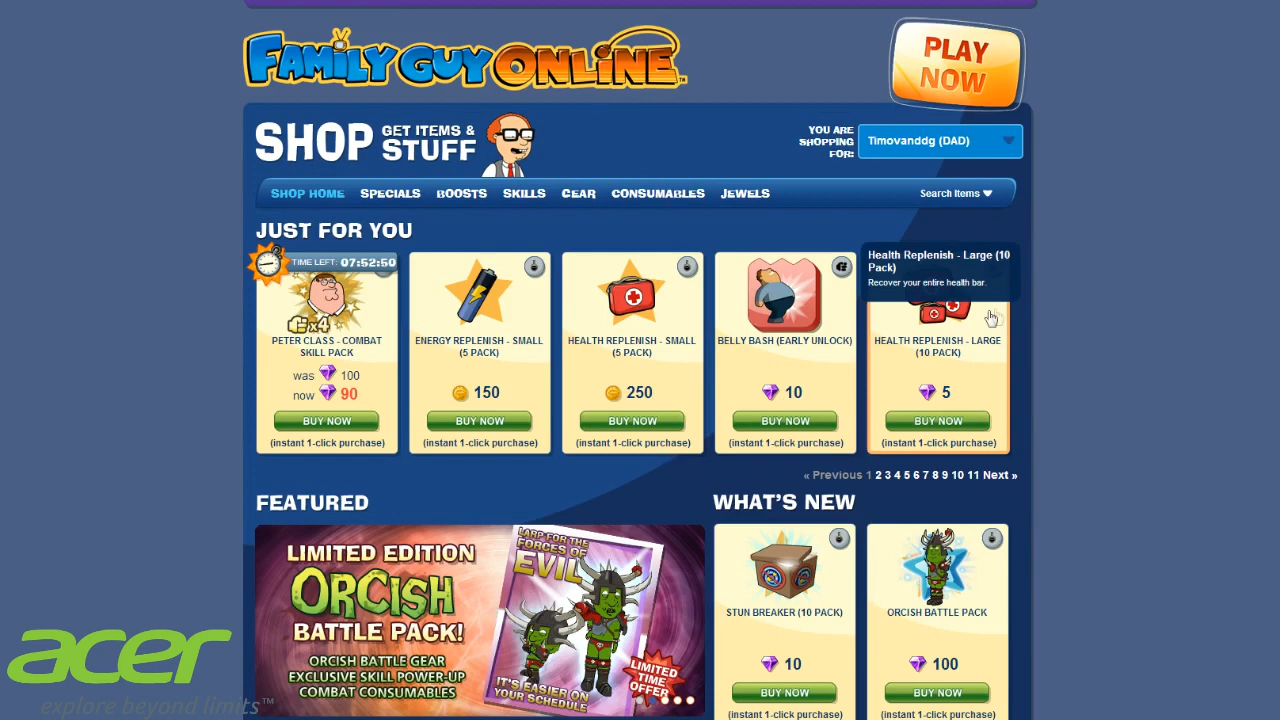 FAMILY GUY ONLINE™
PLAY
NOW
SHOP
GET ITEMS &
STUFF
YOU ARE
SHOPPING
FOR:
Timovanddg (DAD)
SHOP HOME SPECIALS BOOSTS SKILLS GEAR CONSUMABLES JEWELS
Search Items
JUST FOR YOU
TIME LEFT: 07:52:50
x4
PETER CLASS - COMBAT
SKILL PACK
was 100
now 90
BUY NOW
(instant 1-click purchase)
ENERGY REPLENISH - SMALL
(5 PACK)
150
BUY NOW
(instant 1-click purchase)
HEALTH REPLENISH - SMALL
(5 PACK)
250
BUY NOW
(instant 1-click purchase)
BELLY BASH (EARLY UNLOCK)
10
BUY NOW
(instant 1-click purchase)
Health Replenish - Large (10
Pack)
Recover your entire health bar.
HEALTH REPLENISH - LARGE
(10 PACK)
5
BUY NOW
(instant 1-click purchase)
« Previous 1 2 3 4 5 6 7 8 9 10 11 Next »
FEATURED
LIMITED EDITION
ORCISH
BATTLE PACK!
ORCISH BATTLE GEAR
EXCLUSIVE SKILL POWER-UP
COMBAT CONSUMABLES
LARP FOR THE
FORCES OF
EVIL
IT'S EASIER ON
YOUR SCHEDULE
LIMITED
TIME
OFFER
WHAT'S NEW
STUN BREAKER (10 PACK)
10
BUY NOW
(instant 1-click purchase)
ORCISH BATTLE PACK
100
BUY NOW
(instant 1-click purchase)
acer
explore beyond limits™